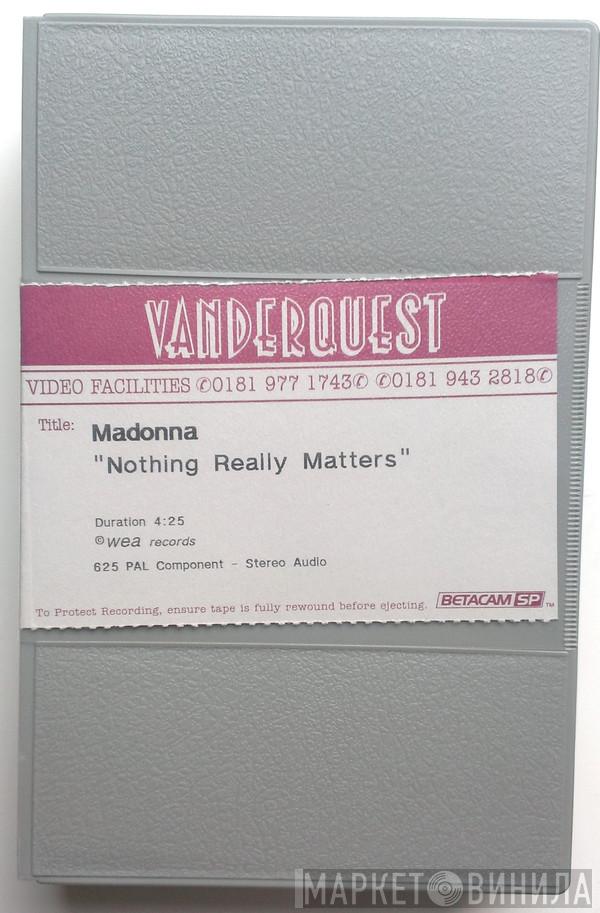 VANDERQUEST
VIDEO FACILITIES ✆0181 977 1743✆ ✆0181 943 2818✆
Title: Madonna
"Nothing Really Matters"
Duration 4:25
©wea records
625 PAL Component - Stereo Audio
To Protect Recording, ensure tape is fully rewound before ejecting. BETACAM SP ™
МАРКЕТ ВИНИЛА